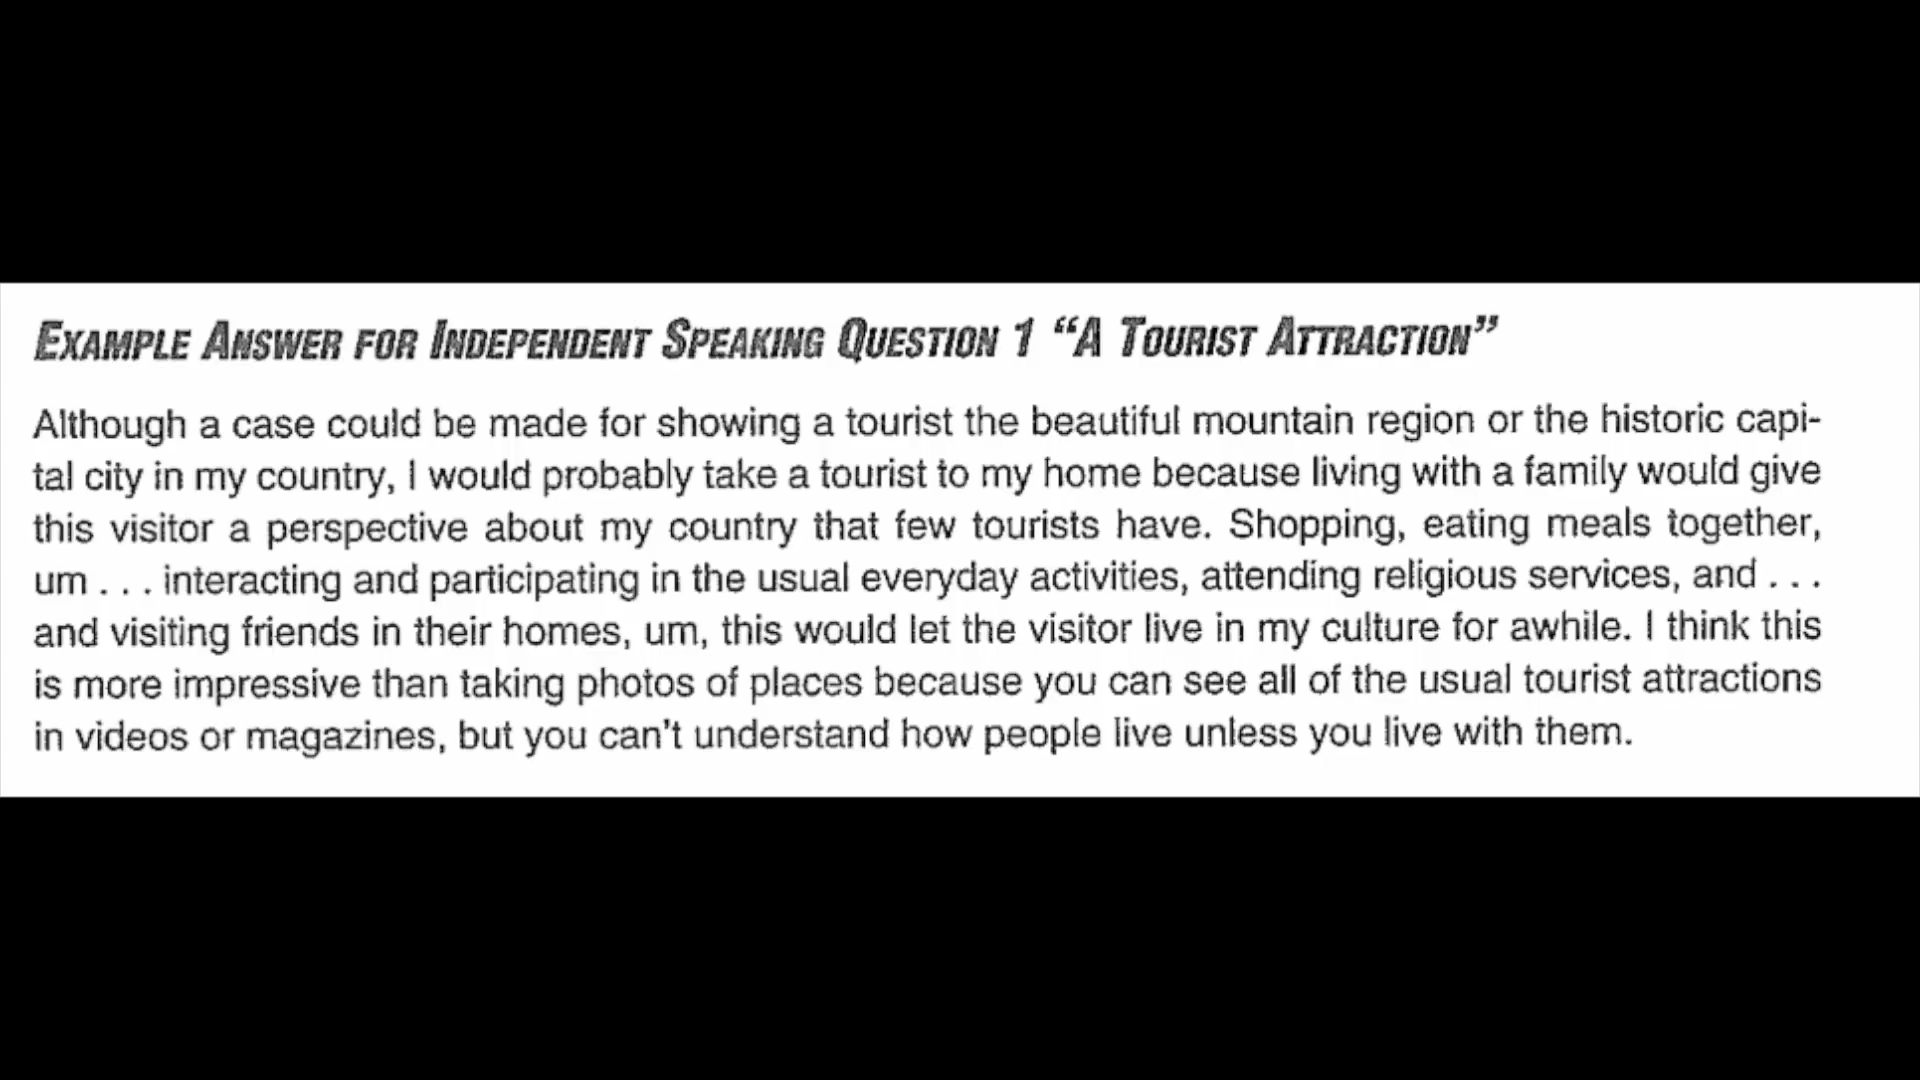 EXAMPLE ANSWER FOR INDEPENDENT SPEAKING QUESTION 1 “A TOURIST ATTRACTION”
Although a case could be made for showing a tourist the beautiful mountain region or the historic capi-
tal city in my country, I would probably take a tourist to my home because living with a family would give
this visitor a perspective about my country that few tourists have. Shopping, eating meals together,
um . . . interacting and participating in the usual everyday activities, attending religious services, and . . .
and visiting friends in their homes, um, this would let the visitor live in my culture for awhile. I think this
is more impressive than taking photos of places because you can see all of the usual tourist attractions
in videos or magazines, but you can't understand how people live unless you live with them.